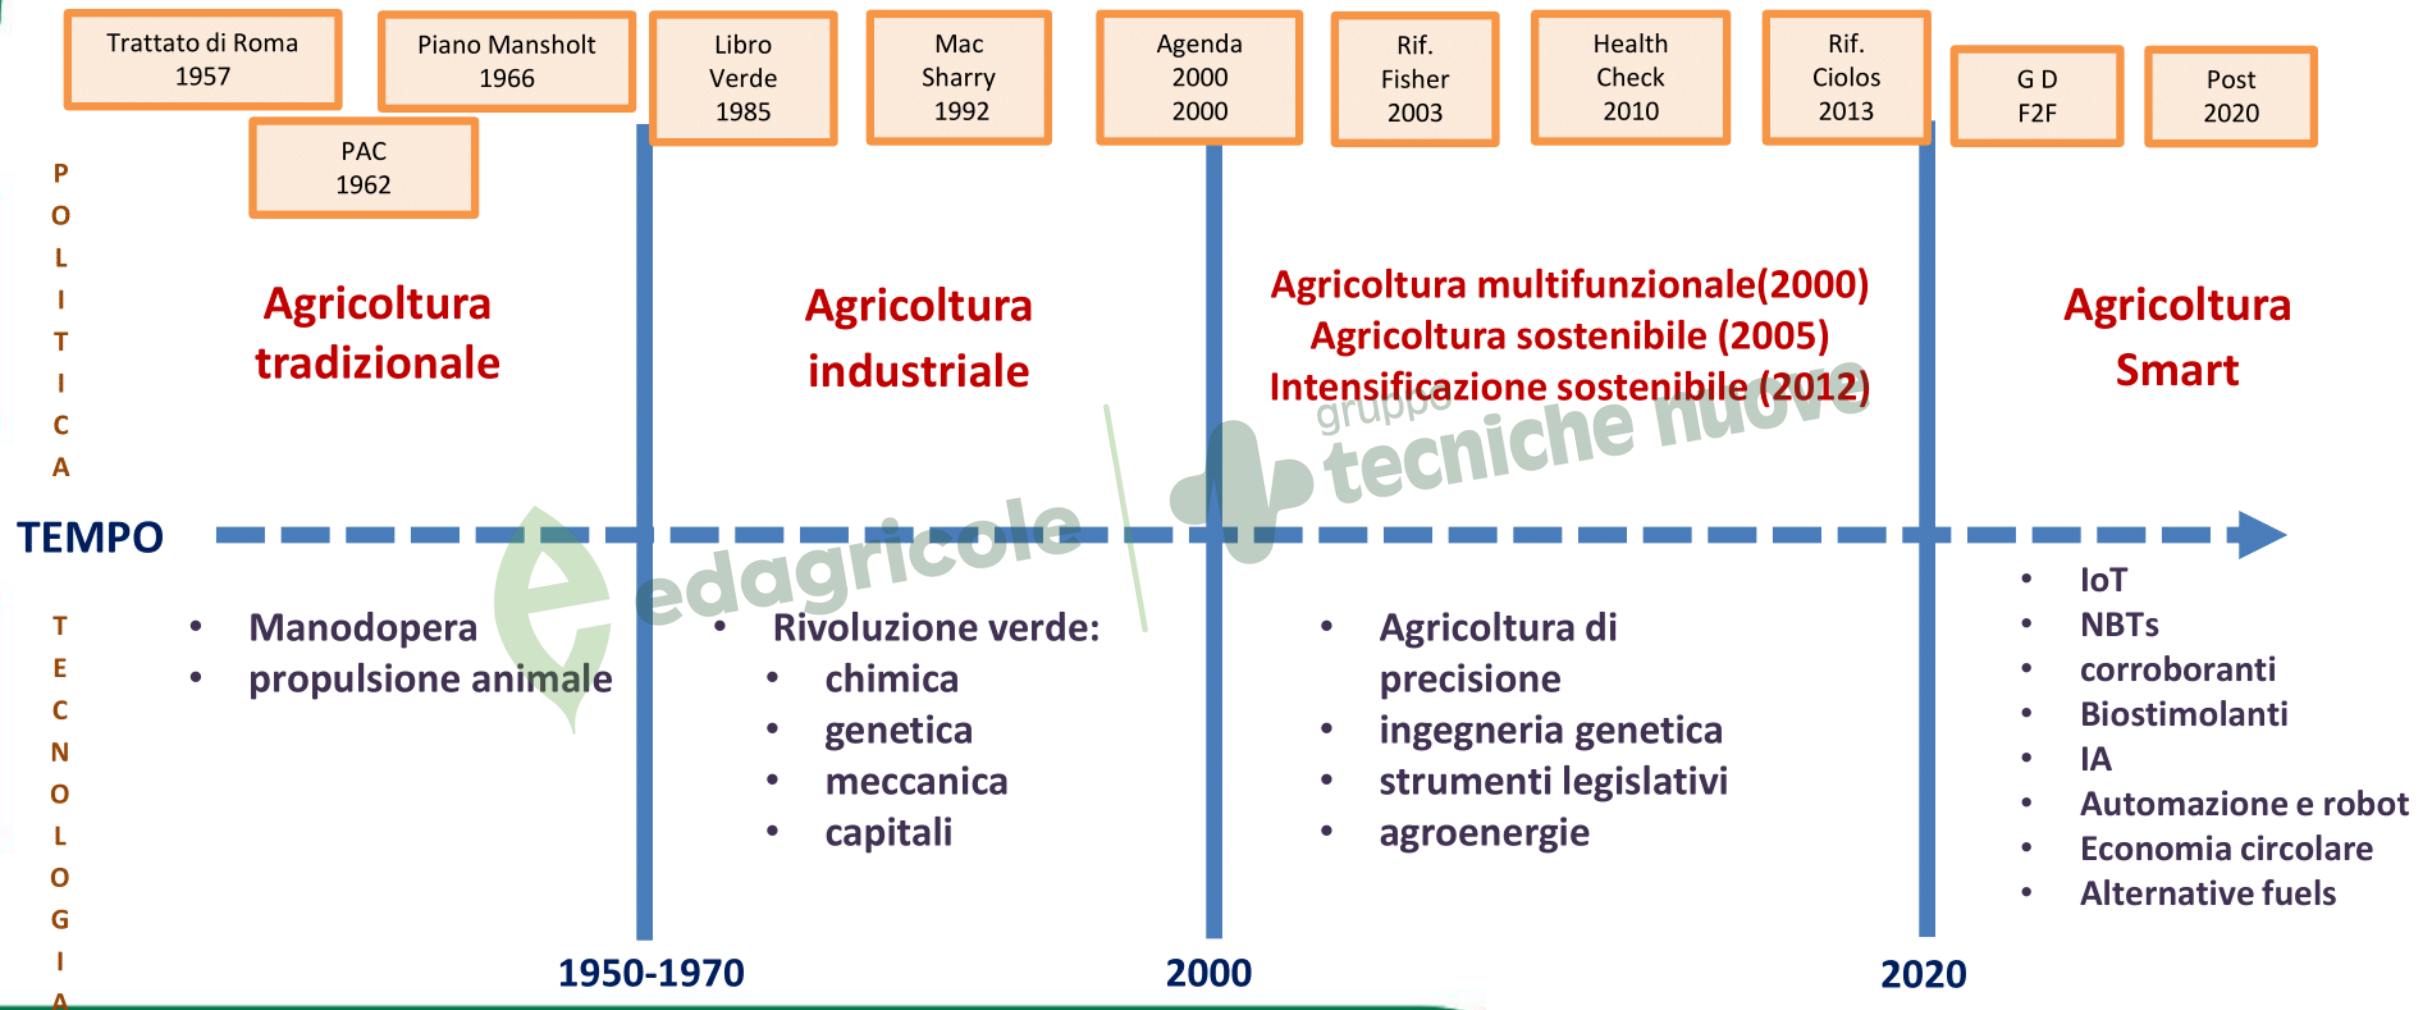 Trattato di Roma
1957
PAC
1962
Piano Mansholt
1966
Libro
Verde
1985
Mac
Sharry
1992
Agenda
2000
2000
Rif.
Fisher
2003
Health
Check
2010
Rif.
Ciolos
2013
G D
F2F
Post
2020
POLITICA
Agricoltura
tradizionale
Agricoltura
industriale
Agricoltura multifunzionale(2000)
Agricoltura sostenibile (2005)
Intensificazione sostenibile (2012)
Agricoltura
Smart
gruppo
tecniche nuove
edagricole
TEMPO
TECNOLOGIA
• Manodopera
• propulsione animale
• Rivoluzione verde:
• chimica
• genetica
• meccanica
• capitali
• Agricoltura di
precisione
• ingegneria genetica
• strumenti legislativi
• agroenergie
• IoT
• NBTs
• corroboranti
• Biostimolanti
• IA
• Automazione e robot
• Economia circolare
• Alternative fuels
1950-1970
2000
2020